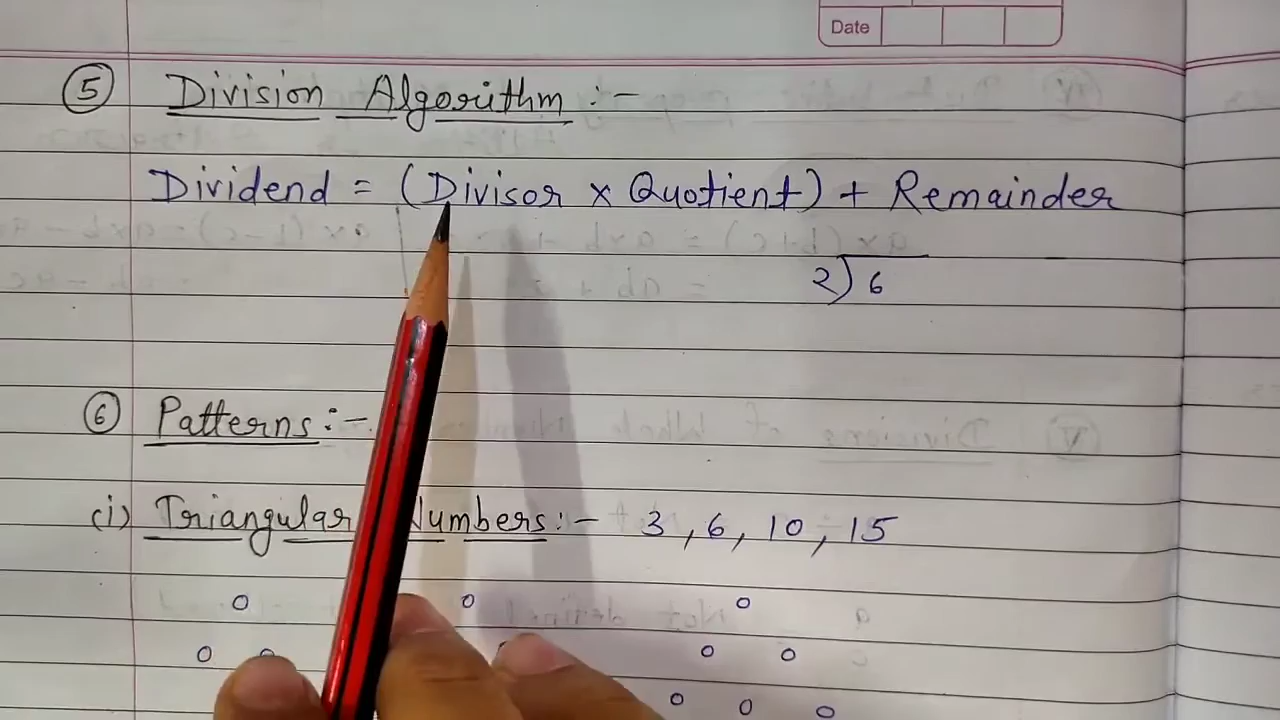 Date
5 Division Algorithm :-
Dividend = (Divisor × Quotient) + Remainder
2) 6
6 Patterns :-
(i) Triangular Numbers :- 3, 6, 10, 15